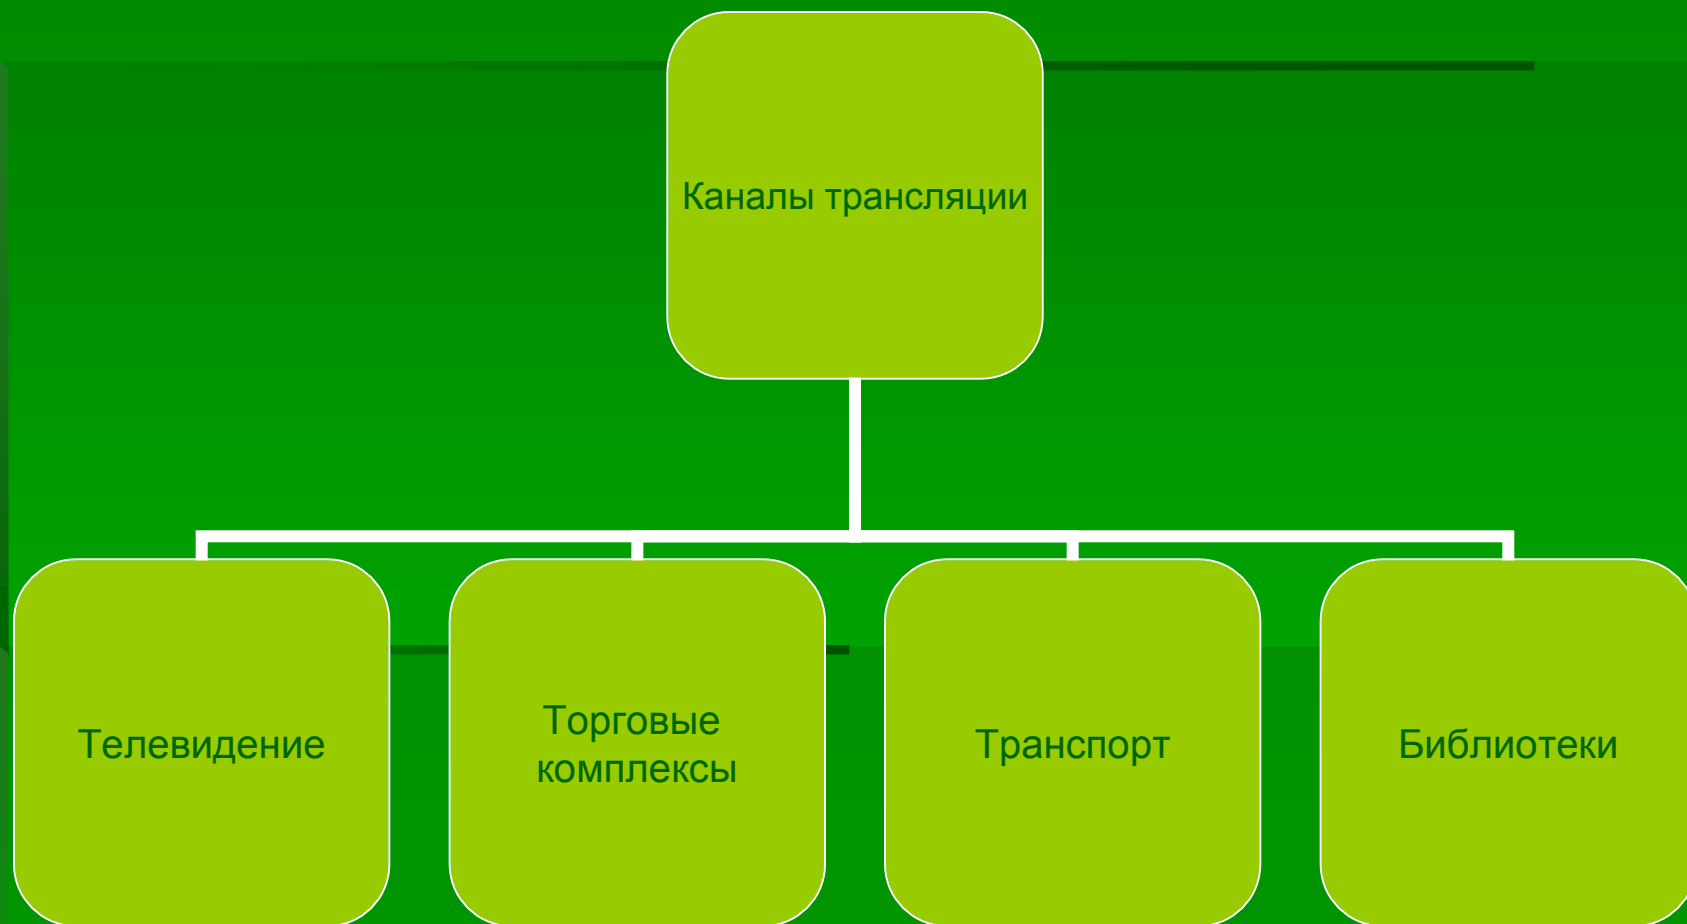 Каналы трансляции
Телевидение
Торговые
комплексы
Транспорт
Библиотеки